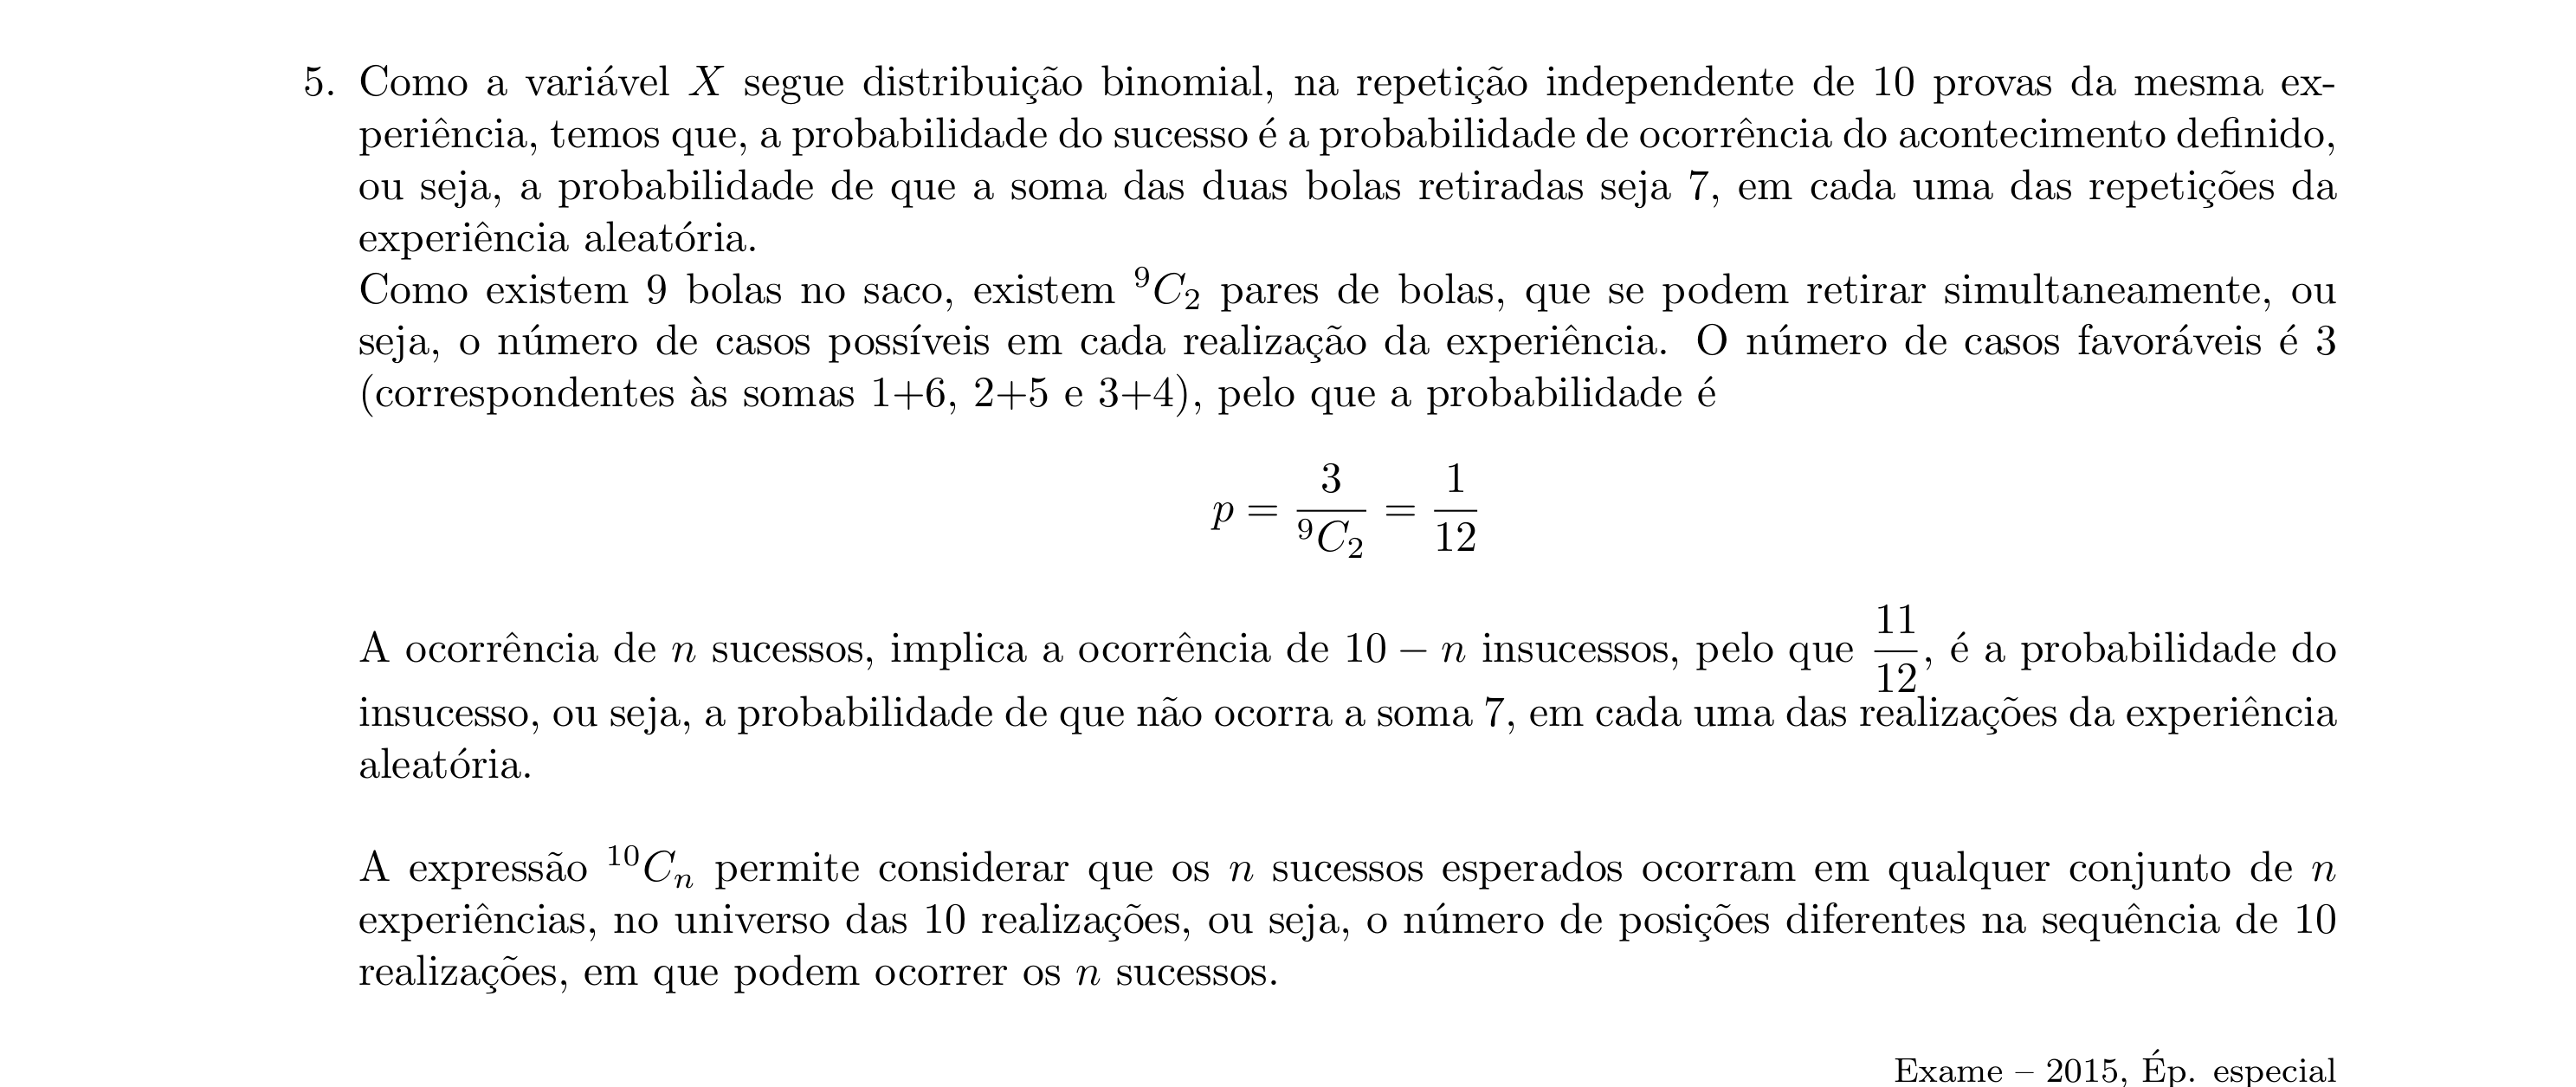 5. Como a variável X segue distribuição binomial, na repetição independente de 10 provas da mesma ex-
periência, temos que, a probabilidade do sucesso é a probabilidade de ocorrência do acontecimento definido,
ou seja, a probabilidade de que a soma das duas bolas retiradas seja 7, em cada uma das repetições da
experiência aleatória.
Como existem 9 bolas no saco, existem ⁹C₂ pares de bolas, que se podem retirar simultaneamente, ou
seja, o número de casos possíveis em cada realização da experiência. O número de casos favoráveis é 3
(correspondentes às somas 1+6, 2+5 e 3+4), pelo que a probabilidade é
p = 3/⁹C₂ = 1/12
A ocorrência de n sucessos, implica a ocorrência de 10 − n insucessos, pelo que 11/12, é a probabilidade do
insucesso, ou seja, a probabilidade de que não ocorra a soma 7, em cada uma das realizações da experiência
aleatória.
A expressão ¹⁰Cₙ permite considerar que os n sucessos esperados ocorram em qualquer conjunto de n
experiências, no universo das 10 realizações, ou seja, o número de posições diferentes na sequência de 10
realizações, em que podem ocorrer os n sucessos.
Exame – 2015, Ép. especial